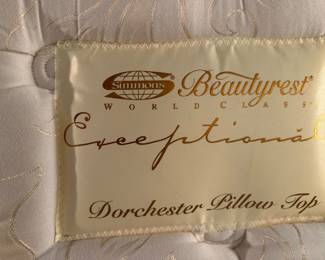 Simmons® Beautyrest®
WORLD CLASS®
Exceptional
Dorchester Pillow Top